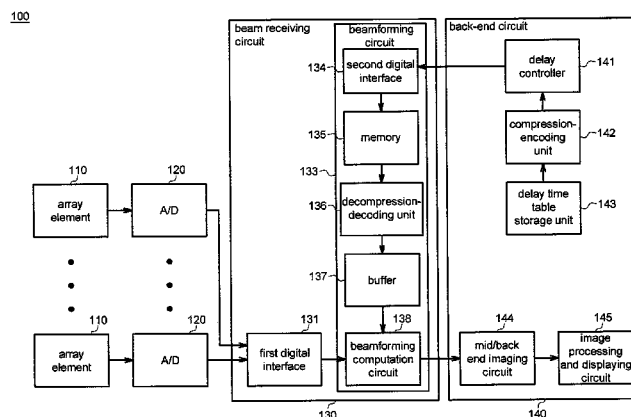 100
beam receiving circuit
beamforming
circuit
back-end circuit
134
second digital
interface
delay
controller
141
135
memory
compression-
encoding
unit
142
133
110
120
136
decompression-
decoding unit
delay time
table
storage unit
143
array
element
A/D
137
buffer
110
120
131
138
144
145
array
element
A/D
first digital
interface
beamforming
computation
circuit
mid/back
end imaging
circuit
image
processing
and displaying
circuit
130
140